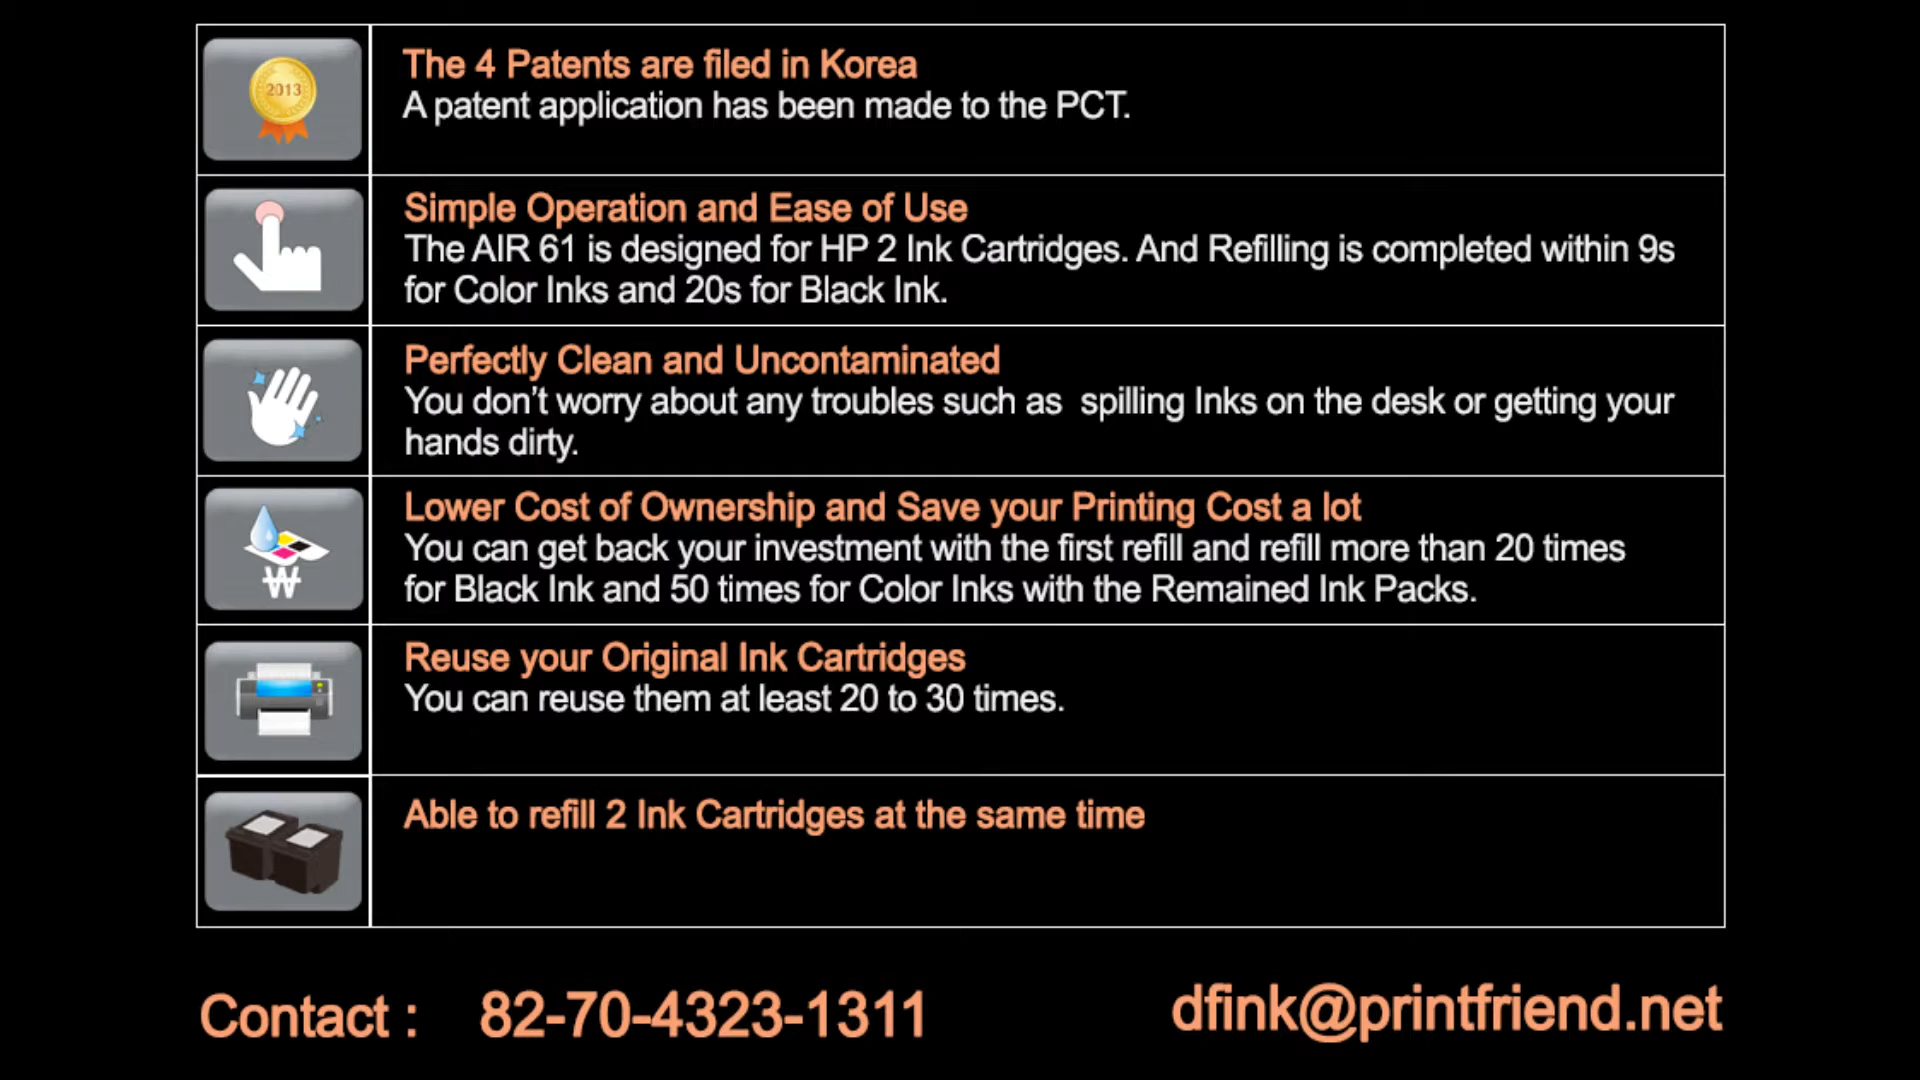 2013
The 4 Patents are filed in Korea
A patent application has been made to the PCT.
Simple Operation and Ease of Use
The AIR 61 is designed for HP 2 Ink Cartridges. And Refilling is completed within 9s
for Color Inks and 20s for Black Ink.
Perfectly Clean and Uncontaminated
You don’t worry about any troubles such as  spilling Inks on the desk or getting your
hands dirty.
Lower Cost of Ownership and Save your Printing Cost a lot
You can get back your investment with the first refill and refill more than 20 times
for Black Ink and 50 times for Color Inks with the Remained Ink Packs.
₩
Reuse your Original Ink Cartridges
You can reuse them at least 20 to 30 times.
Able to refill 2 Ink Cartridges at the same time
Contact : 82-70-4323-1311 dfink@printfriend.net